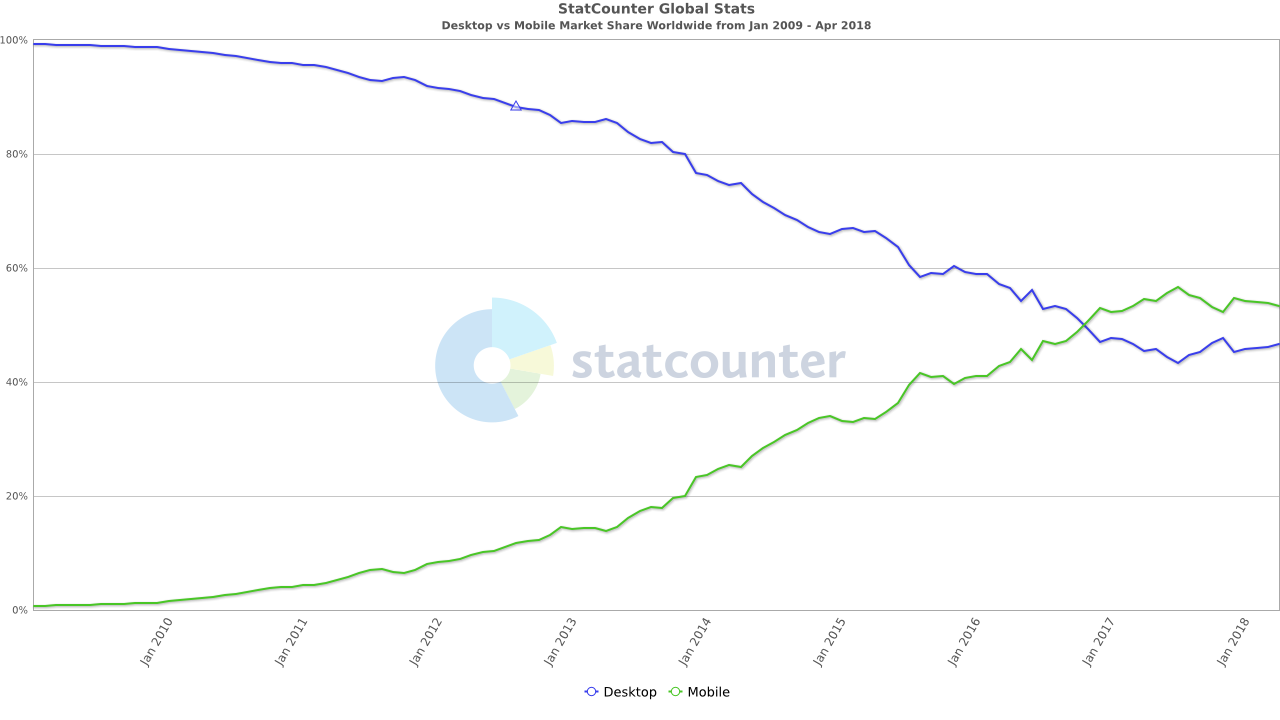 StatCounter Global Stats
Desktop vs Mobile Market Share Worldwide from Jan 2009 - Apr 2018
100%
80%
60%
40%
20%
0%
statcounter
Jan 2010
Jan 2011
Jan 2012
Jan 2013
Jan 2014
Jan 2015
Jan 2016
Jan 2017
Jan 2018
Desktop Mobile